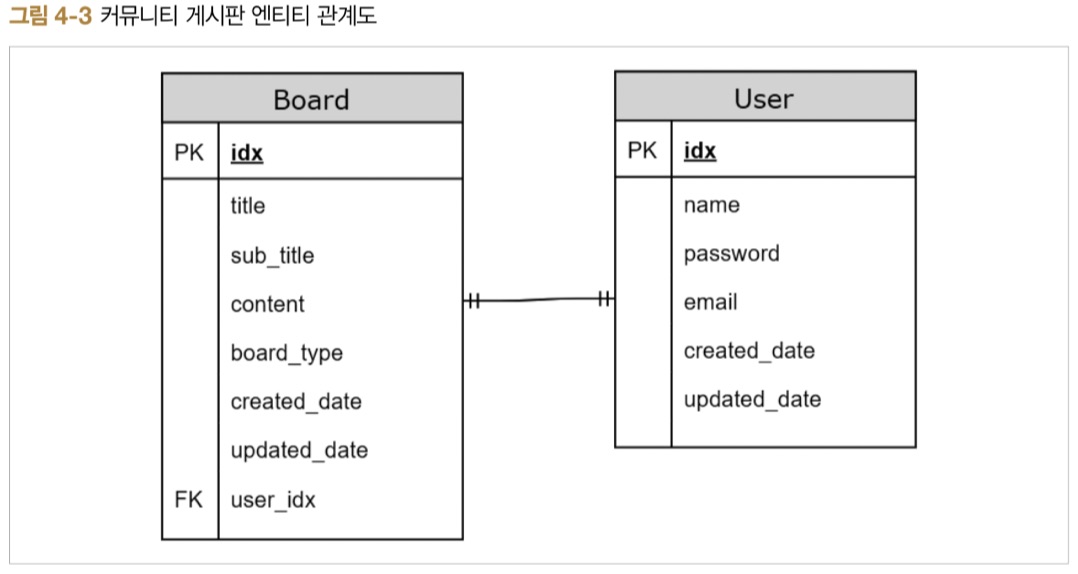 그림 4-3 커뮤니티 게시판 엔티티 관계도
Board
PK idx
title
sub_title
content
board_type
created_date
updated_date
FK user_idx
User
PK idx
name
password
email
created_date
updated_date